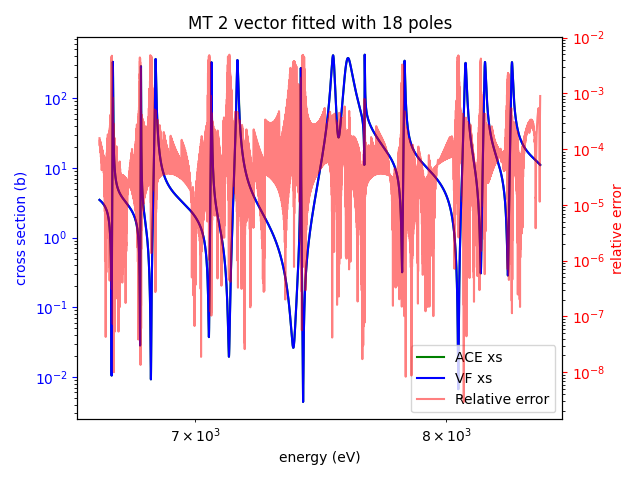 MT 2 vector fitted with 18 poles
cross section (b)
10²
10¹
10⁰
10⁻¹
10⁻²
10⁻²
10⁻³
10⁻⁴
10⁻⁵
10⁻⁶
10⁻⁷
10⁻⁸
relative error
ACE xs
VF xs
Relative error
7 × 10³
8 × 10³
energy (eV)